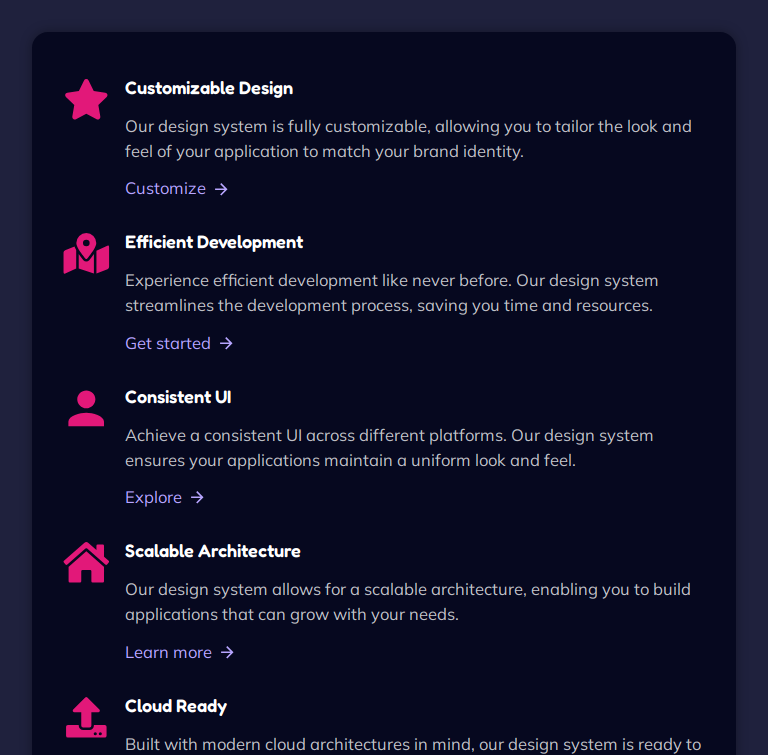 Customizable Design
Our design system is fully customizable, allowing you to tailor the look and
feel of your application to match your brand identity.
Customize →
Efficient Development
Experience efficient development like never before. Our design system
streamlines the development process, saving you time and resources.
Get started →
Consistent UI
Achieve a consistent UI across different platforms. Our design system
ensures your applications maintain a uniform look and feel.
Explore →
Scalable Architecture
Our design system allows for a scalable architecture, enabling you to build
applications that can grow with your needs.
Learn more →
Cloud Ready
Built with modern cloud architectures in mind, our design system is ready to